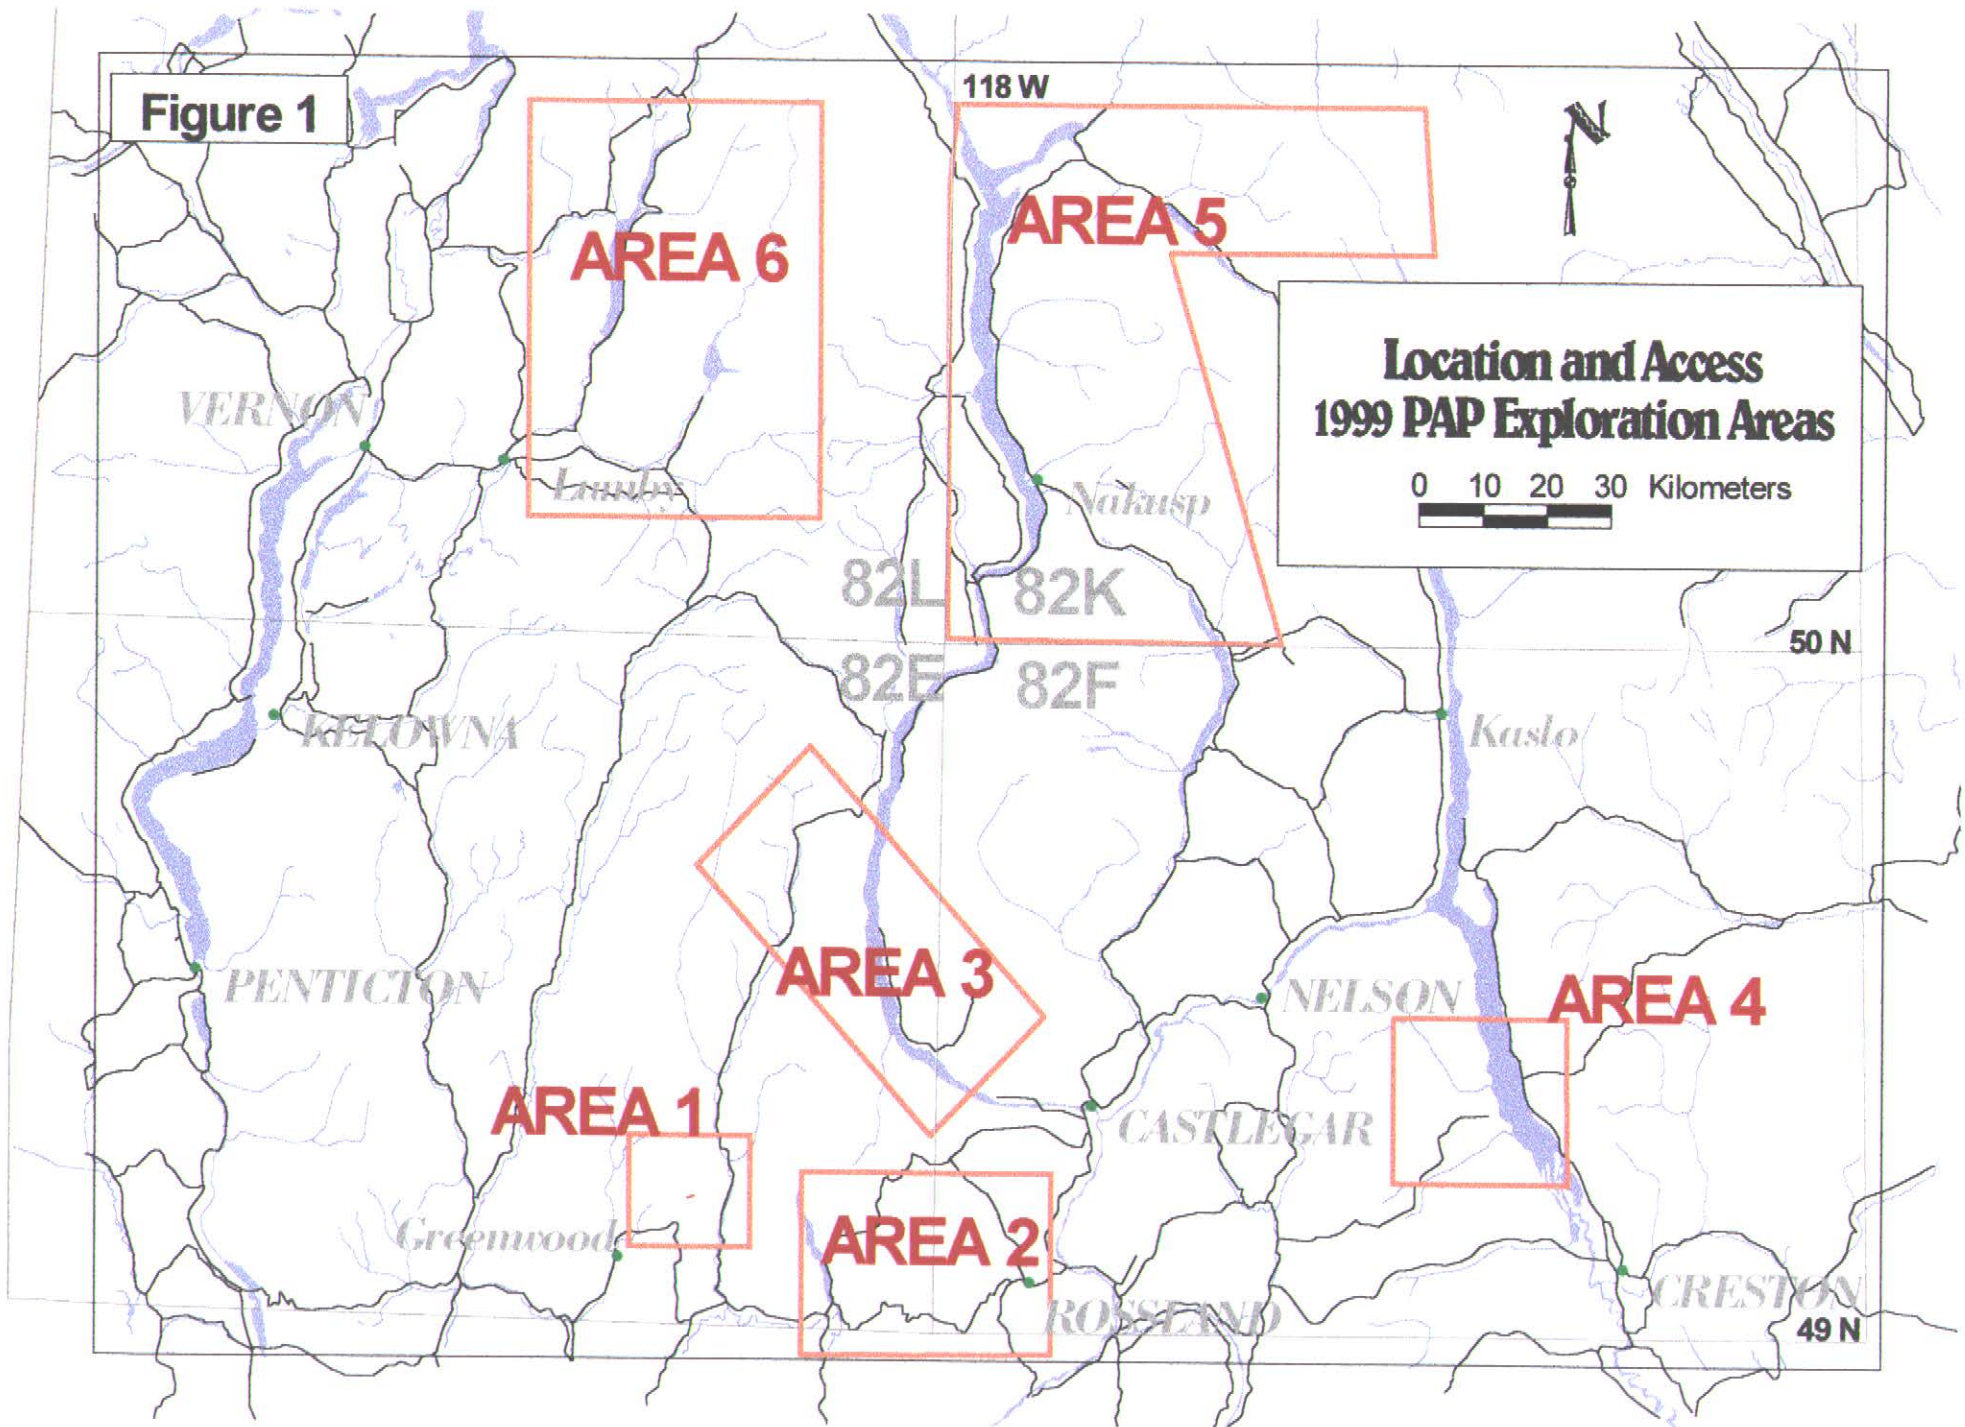 Figure 1
118 W
AREA 5
AREA 6
Location and Access
1999 PAP Exploration Areas
0 10 20 30 Kilometers
VERNON
Lumby
Nakusp
82L
82K
50 N
82E
82F
KELOWNA
Kaslo
AREA 3
PENTICTON
NELSON
AREA 4
AREA 1
CASTLEGAR
Greenwood
AREA 2
ROSSLAND
CRESTON
49 N
N